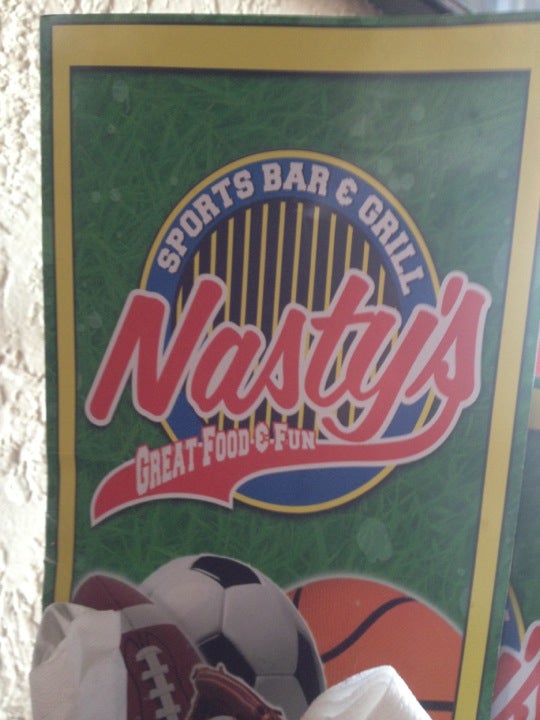 SPORTS BAR & GRILL
Nasty's
GREAT FOOD & FUN